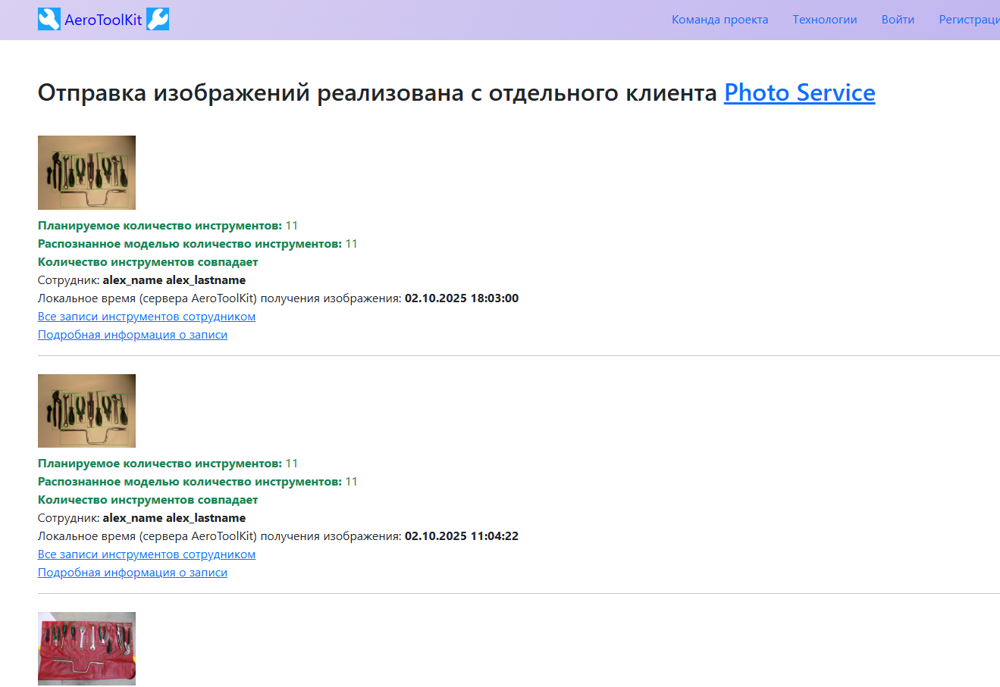 AeroToolKit
Команда проекта Технологии Войти Регистраци
Отправка изображений реализована с отдельного клиента Photo Service
Планируемое количество инструментов: 11
Распознанное моделью количество инструментов: 11
Количество инструментов совпадает
Сотрудник: alex_name alex_lastname
Локальное время (сервера AeroToolKit) получения изображения: 02.10.2025 18:03:00
Все записи инструментов сотрудником
Подробная информация о записи
Планируемое количество инструментов: 11
Распознанное моделью количество инструментов: 11
Количество инструментов совпадает
Сотрудник: alex_name alex_lastname
Локальное время (сервера AeroToolKit) получения изображения: 02.10.2025 11:04:22
Все записи инструментов сотрудником
Подробная информация о записи